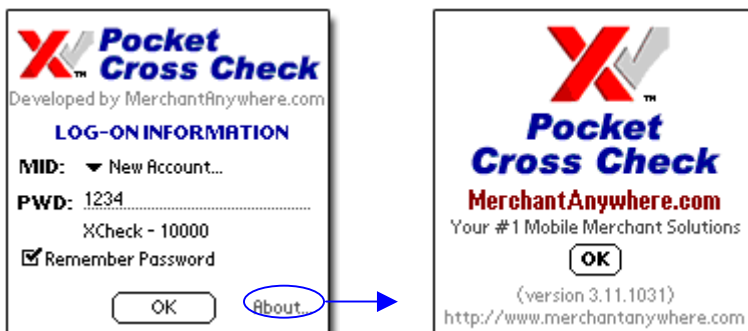 Pocket
Cross Check
TM
Developed by MerchantAnywhere.com
LOG-ON INFORMATION
MID: New Account...
PWD: 1234
XCheck - 10000
Remember Password
OK About...
TM
Pocket
Cross Check
MerchantAnywhere.com
Your #1 Mobile Merchant Solutions
OK
(version 3.11.1031)
http://www.merchantanywhere.com